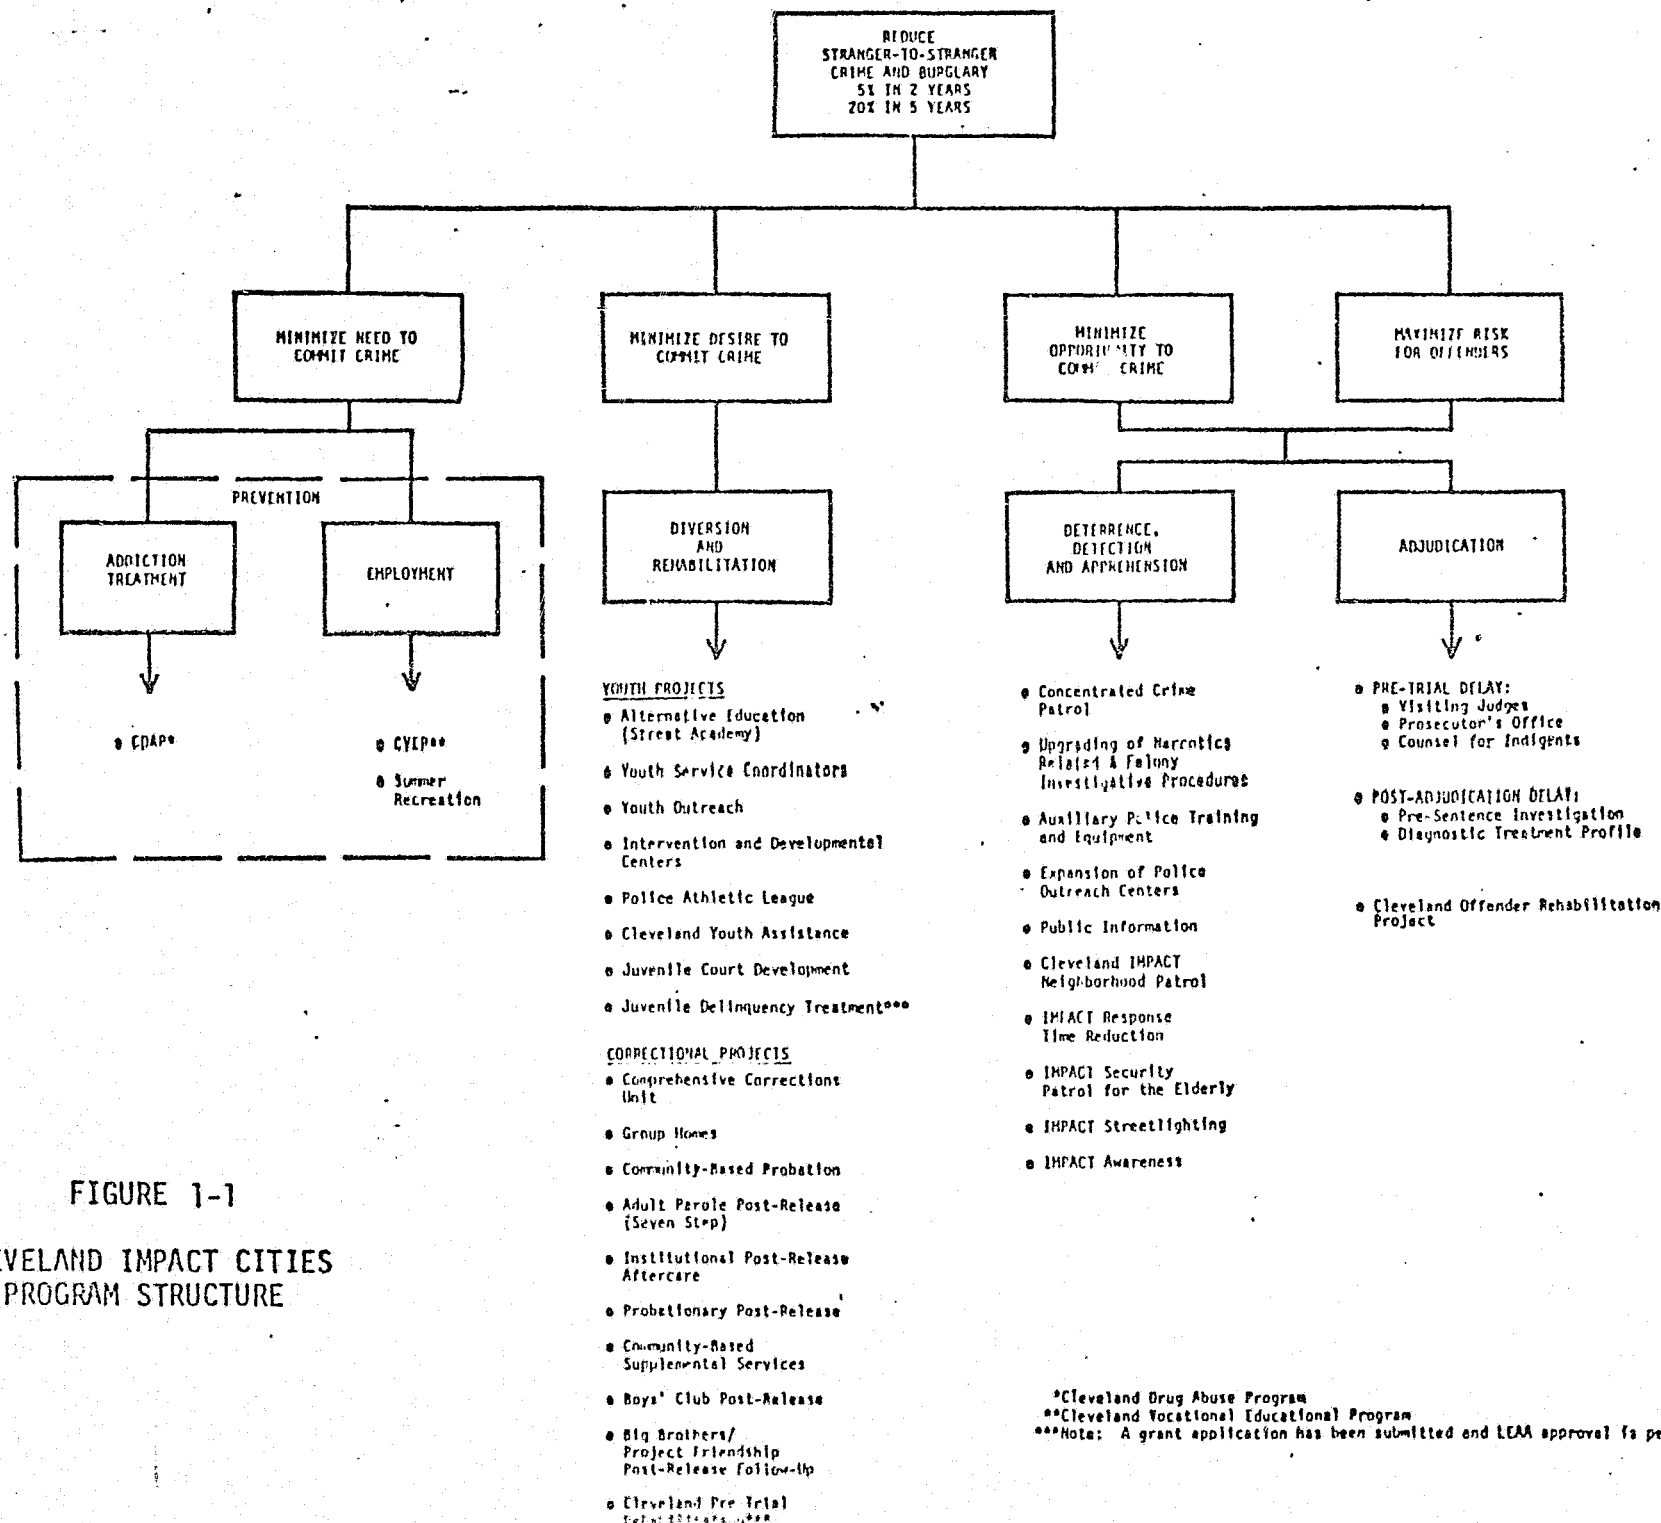 REDUCE
STRANGER-TO-STRANGER
CRIME AND BURGLARY
5% IN 2 YEARS
20% IN 5 YEARS
MINIMIZE NEED TO
COMMIT CRIME
MINIMIZE DESIRE TO
COMMIT CRIME
MINIMIZE
OPPORTUNITY TO
COMMIT CRIME
MAXIMIZE RISK
FOR OFFENDERS
PREVENTION
ADDICTION
TREATMENT
EMPLOYMENT
DIVERSION
AND
REHABILITATION
DETERRENCE,
DETECTION
AND APPREHENSION
ADJUDICATION
• CDAP*
• CVEP**
• Summer
Recreation
YOUTH PROJECTS
• Alternative Education
(Street Academy)
• Youth Service Coordinators
• Youth Outreach
• Intervention and Developmental
Centers
• Police Athletic League
• Cleveland Youth Assistance
• Juvenile Court Development
• Juvenile Delinquency Treatment***
CORRECTIONAL PROJECTS
• Comprehensive Corrections
Unit
• Group Homes
• Community-Based Probation
• Adult Parole Post-Release
(Seven Step)
• Institutional Post-Release
Aftercare
• Probationary Post-Release
• Community-Based
Supplemental Services
• Boys' Club Post-Release
• Big Brothers/
Project Friendship
Post-Release Follow-Up
• Cleveland Pre Trial
• Concentrated Crime
Patrol
• Upgrading of Narcotics
Related & Felony
Investigative Procedures
• Auxiliary Police Training
and Equipment
• Expansion of Police
Outreach Centers
• Public Information
• Cleveland IMPACT
Neighborhood Patrol
• IMPACT Response
Time Reduction
• IMPACT Security
Patrol for the Elderly
• IMPACT Streetlighting
• IMPACT Awareness
• PRE-TRIAL DELAY:
• Visiting Judges
• Prosecutor's Office
• Counsel for Indigents
• POST-ADJUDICATION DELAY:
• Pre-Sentence Investigation
• Diagnostic Treatment Profile
• Cleveland Offender Rehabilitation
Project
FIGURE 1-1
EVELAND IMPACT CITIES
PROGRAM STRUCTURE
*Cleveland Drug Abuse Program
**Cleveland Vocational Educational Program
***Note: A grant application has been submitted and LEAA approval is pe